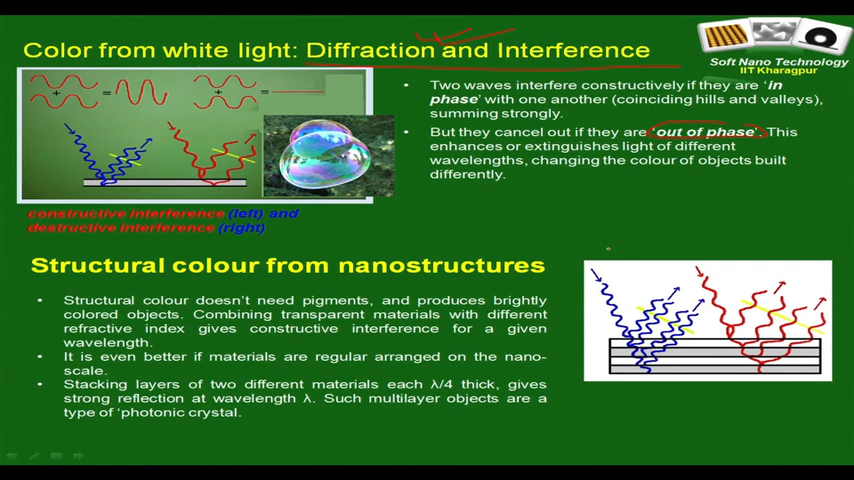 Color from white light: Diffraction and Interference
Soft Nano Technology
IIT Kharagpur
+ =
+ =
constructive interference (left) and
destructive interference (right)
• Two waves interfere constructively if they are ‘in
phase’ with one another (coinciding hills and valleys),
summing strongly.
• But they cancel out if they are ‘out of phase’. This
enhances or extinguishes light of different
wavelengths, changing the colour of objects built
differently.
Structural colour from nanostructures
• Structural colour doesn’t need pigments, and produces brightly
colored objects. Combining transparent materials with different
refractive index gives constructive interference for a given
wavelength.
• It is even better if materials are regular arranged on the nano-
scale.
• Stacking layers of two different materials each λ/4 thick, gives
strong reflection at wavelength λ. Such multilayer objects are a
type of ‘photonic crystal.